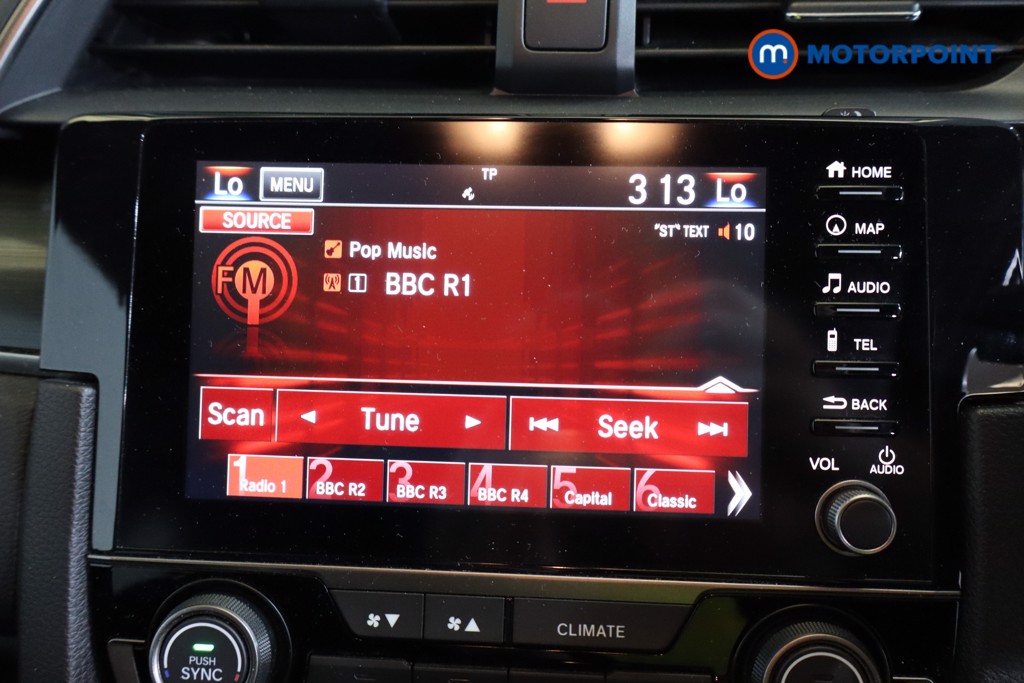 m MOTORPOINT
Lo MENU TP 3 13 Lo
SOURCE "ST" TEXT 10
FM Pop Music
1 BBC R1
Scan Tune Seek
1 Radio 1 2 BBC R2 3 BBC R3 4 BBC R4 5 Capital 6 Classic
HOME
MAP
AUDIO
TEL
BACK
VOL AUDIO
PUSH
SYNC
CLIMATE